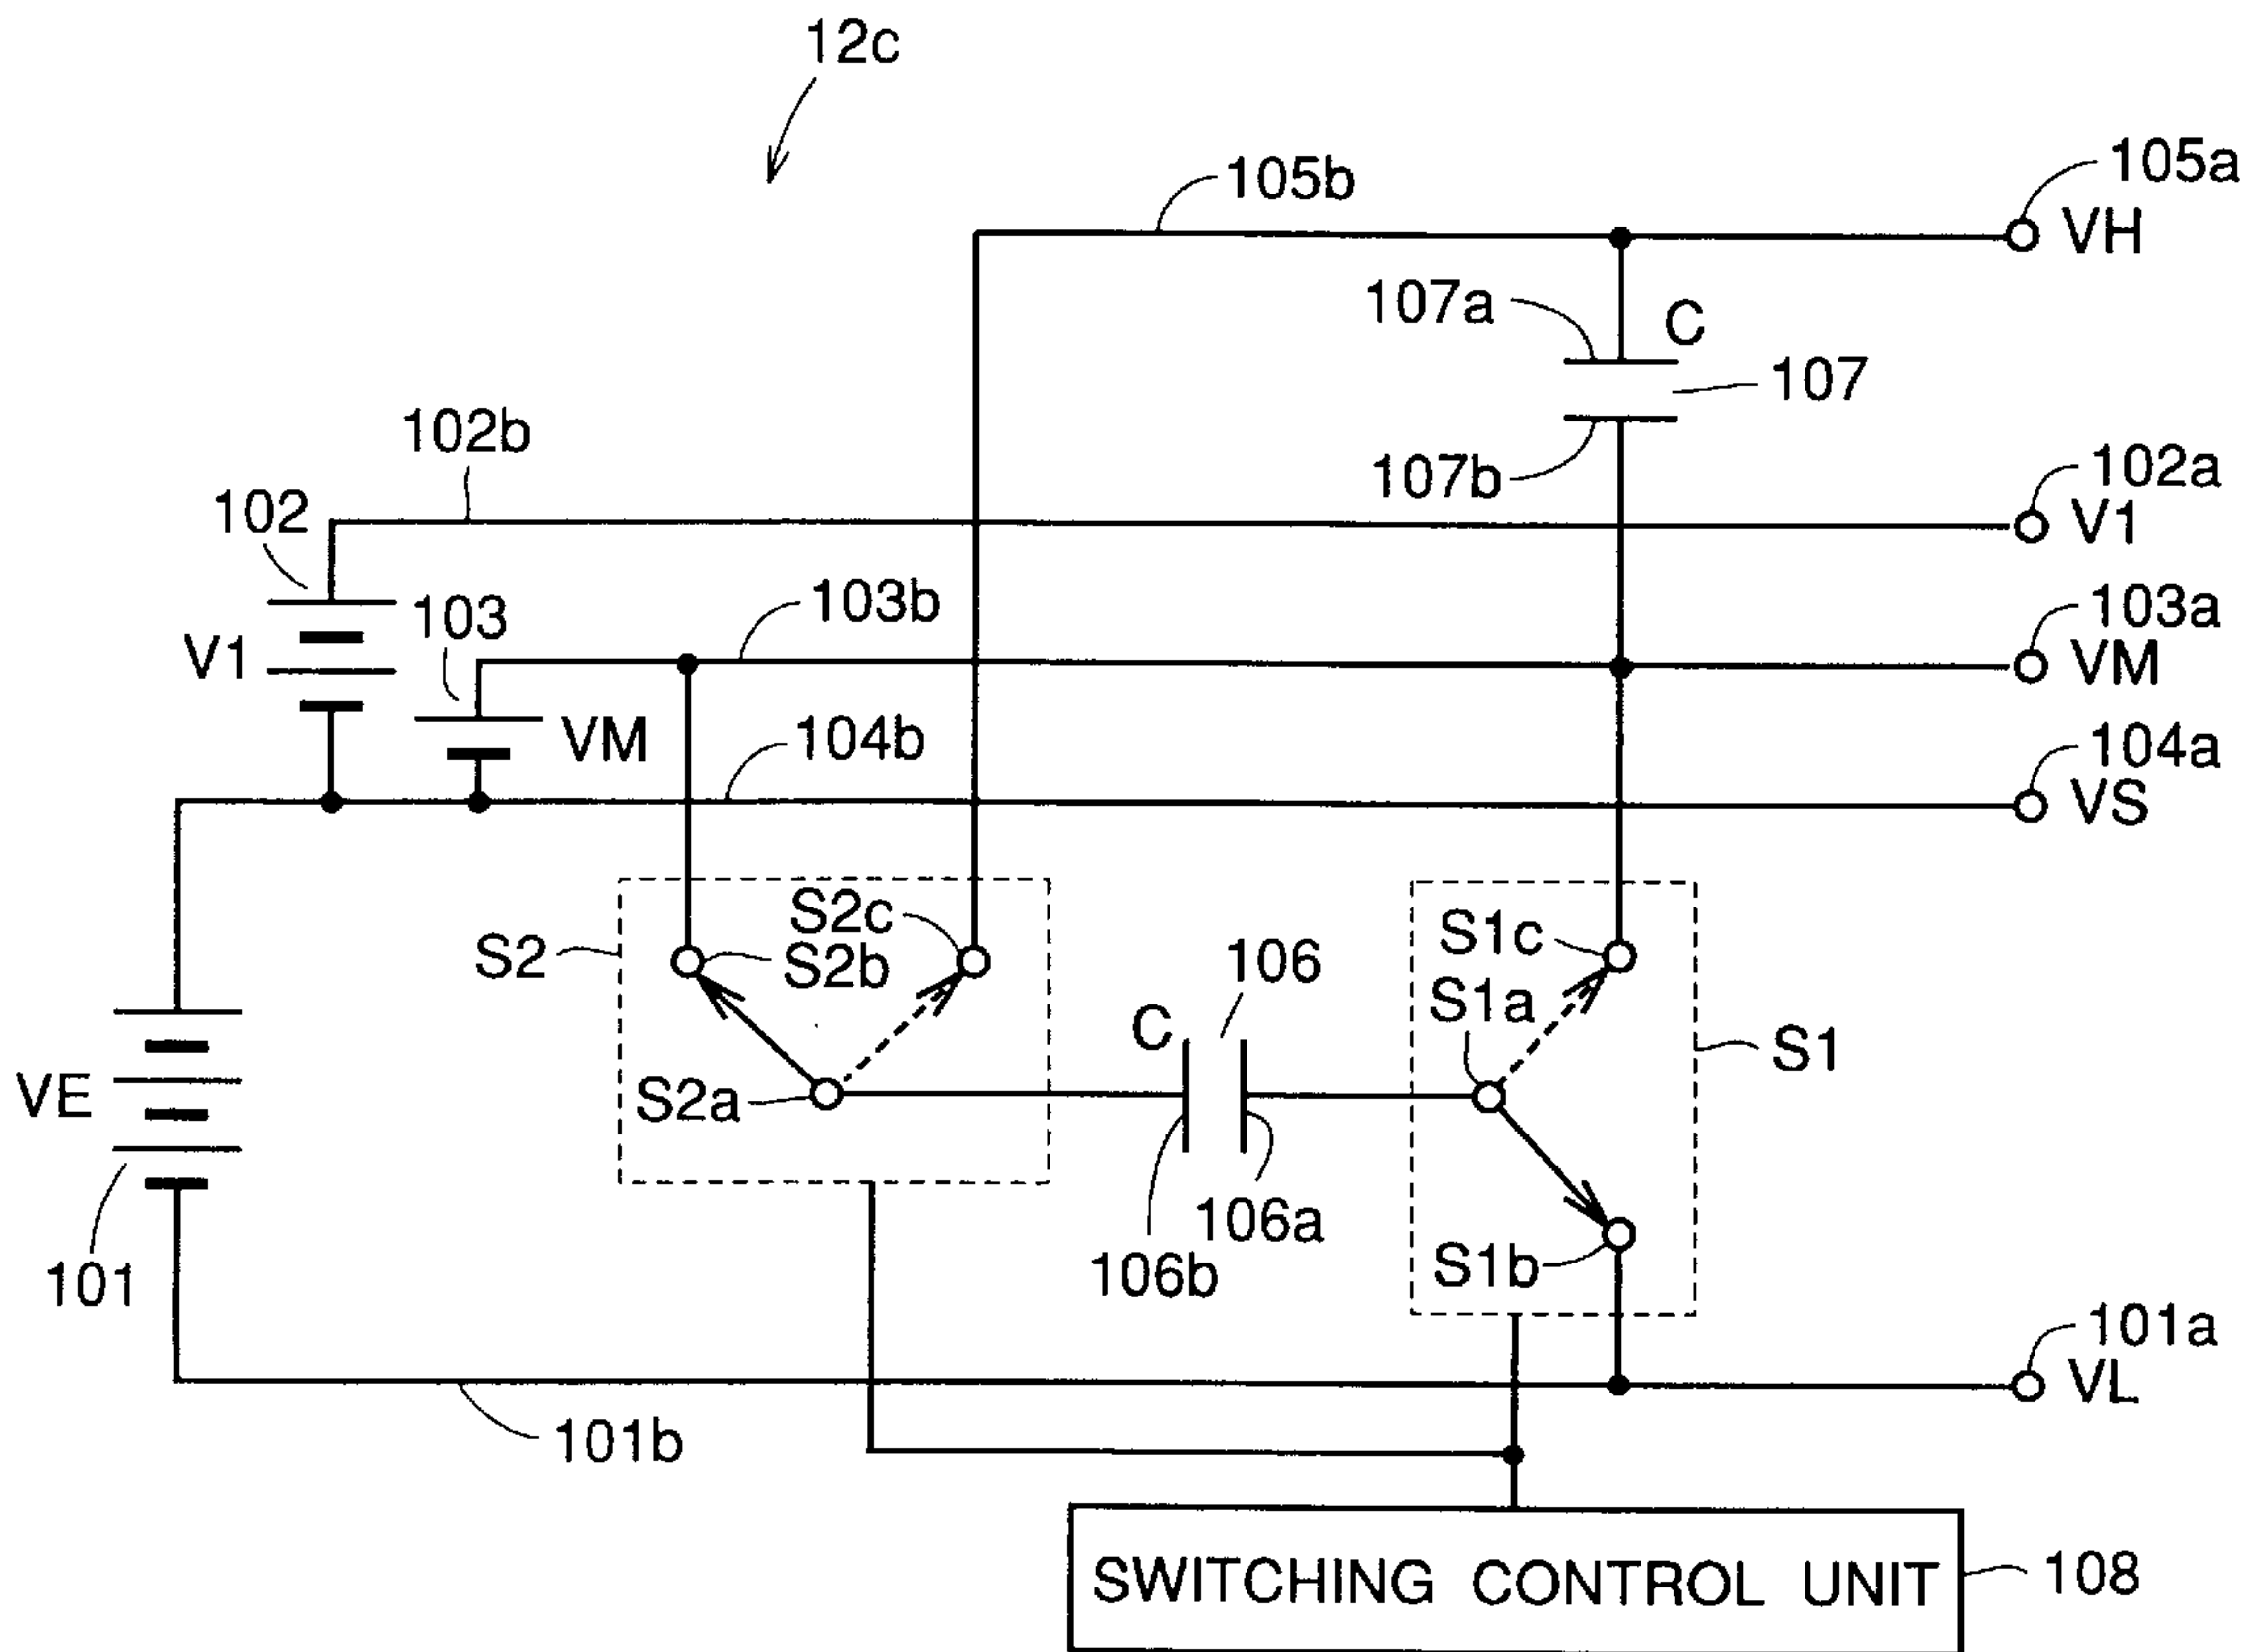 12c
105b
105a
VH
107a
C
107
107b
102b
102
102a
V1
103
103b
103a
V1
VM
VM
104b
104a
VS
S2c
S2
S2b
106
S1c
S1a
C
S1
VE
S2a
106a
106b
101
S1b
101a
VL
101b
SWITCHING CONTROL UNIT
108